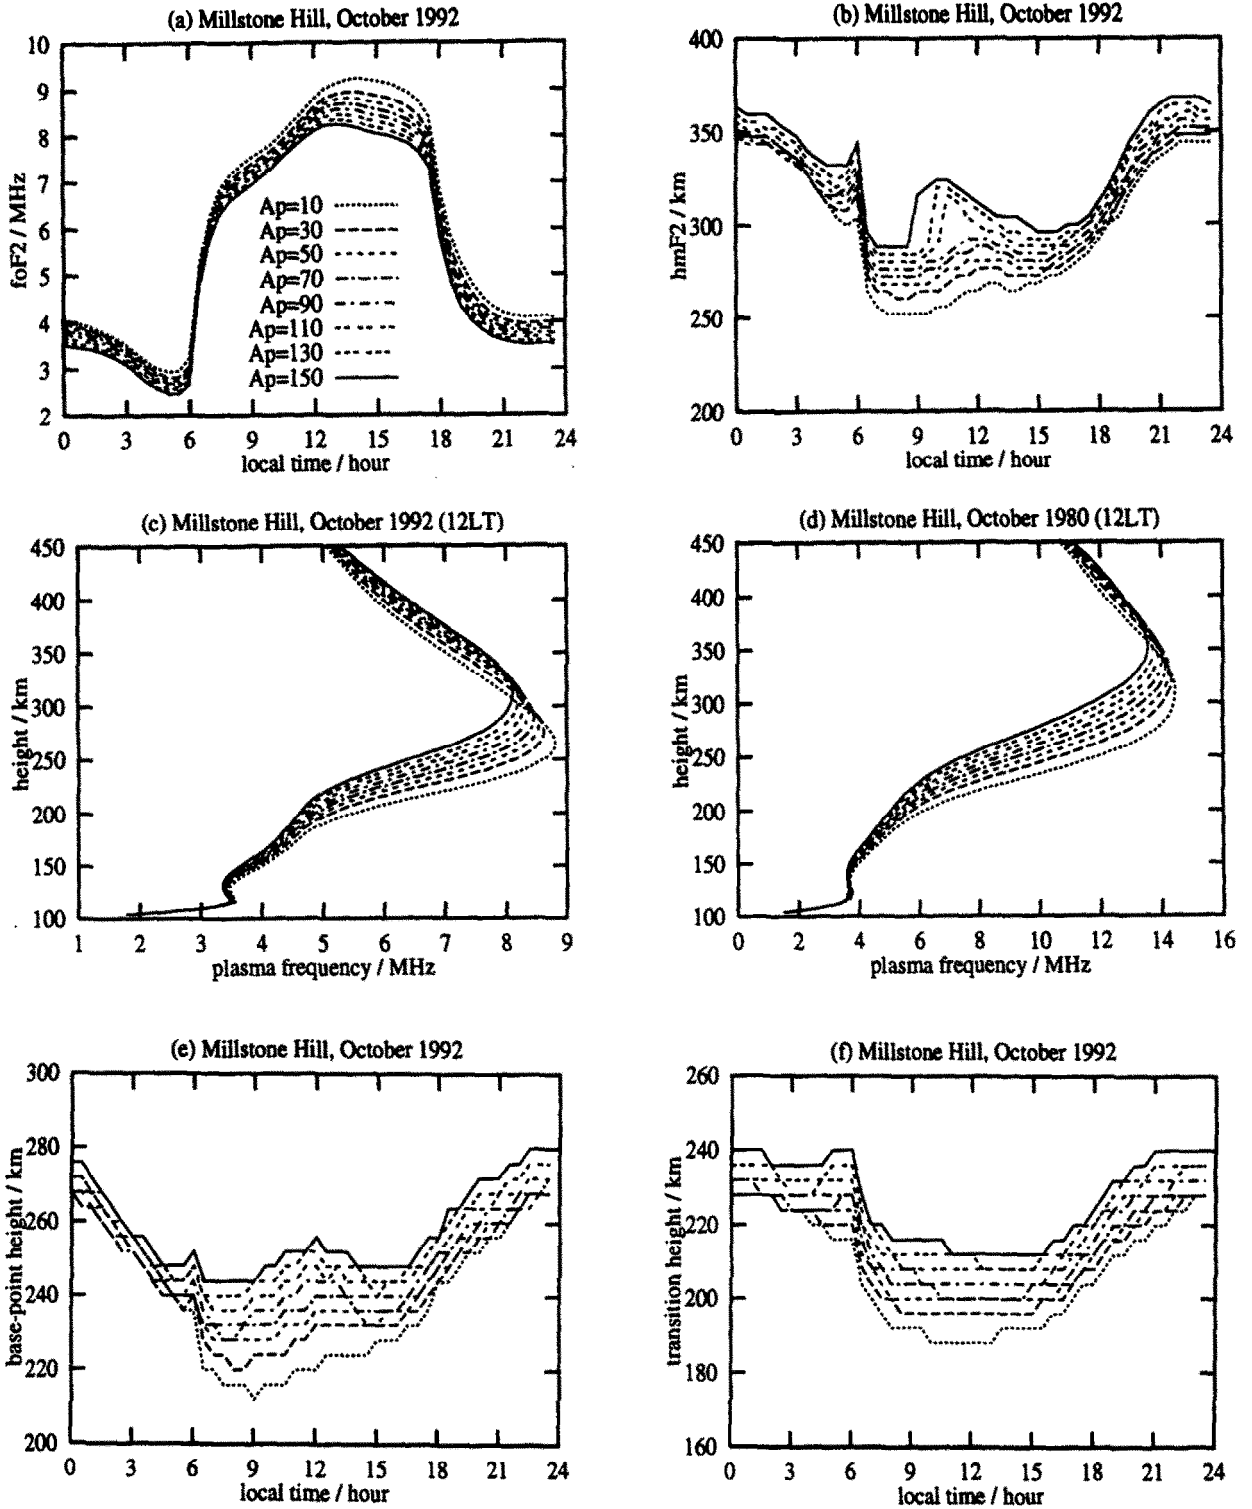 (a) Millstone Hill, October 1992
foF2 / MHz
10
9
8
7
6
5
4
3
2
Ap=10
Ap=30
Ap=50
Ap=70
Ap=90
Ap=110
Ap=130
Ap=150
0 3 6 9 12 15 18 21 24
local time / hour
(b) Millstone Hill, October 1992
hmF2 / km
400
350
300
250
200
0 3 6 9 12 15 18 21 24
local time / hour
(c) Millstone Hill, October 1992 (12LT)
height / km
450
400
350
300
250
200
150
100
1 2 3 4 5 6 7 8 9
plasma frequency / MHz
(d) Millstone Hill, October 1980 (12LT)
height / km
450
400
350
300
250
200
150
100
0 2 4 6 8 10 12 14 16
plasma frequency / MHz
(e) Millstone Hill, October 1992
base-point height / km
300
280
260
240
220
200
0 3 6 9 12 15 18 21 24
local time / hour
(f) Millstone Hill, October 1992
transition height / km
260
240
220
200
180
160
0 3 6 9 12 15 18 21 24
local time / hour